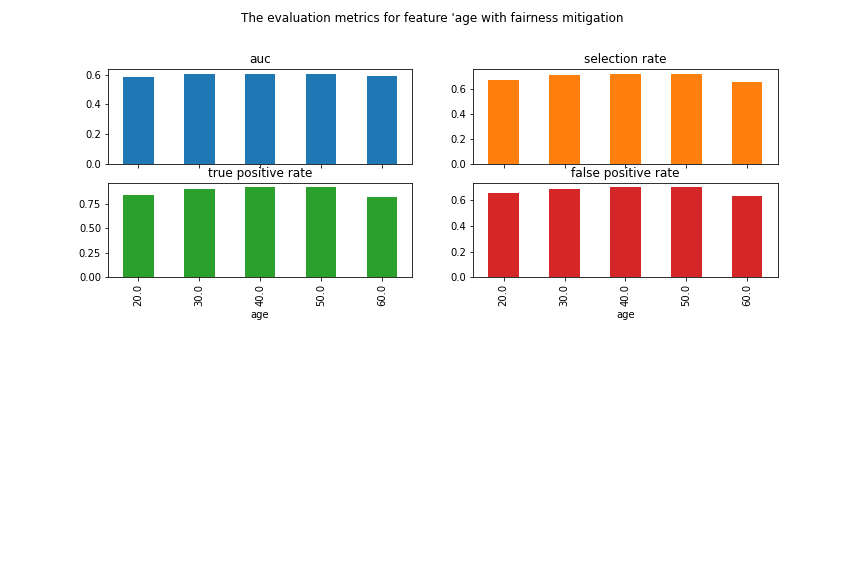 The evaluation metrics for feature 'age with fairness mitigation
auc
0.6
0.4
0.2
0.0
selection rate
0.6
0.4
0.2
0.0
true positive rate
0.75
0.50
0.25
0.00
20.0 30.0 40.0 50.0 60.0
age
false positive rate
0.6
0.4
0.2
0.0
20.0 30.0 40.0 50.0 60.0
age